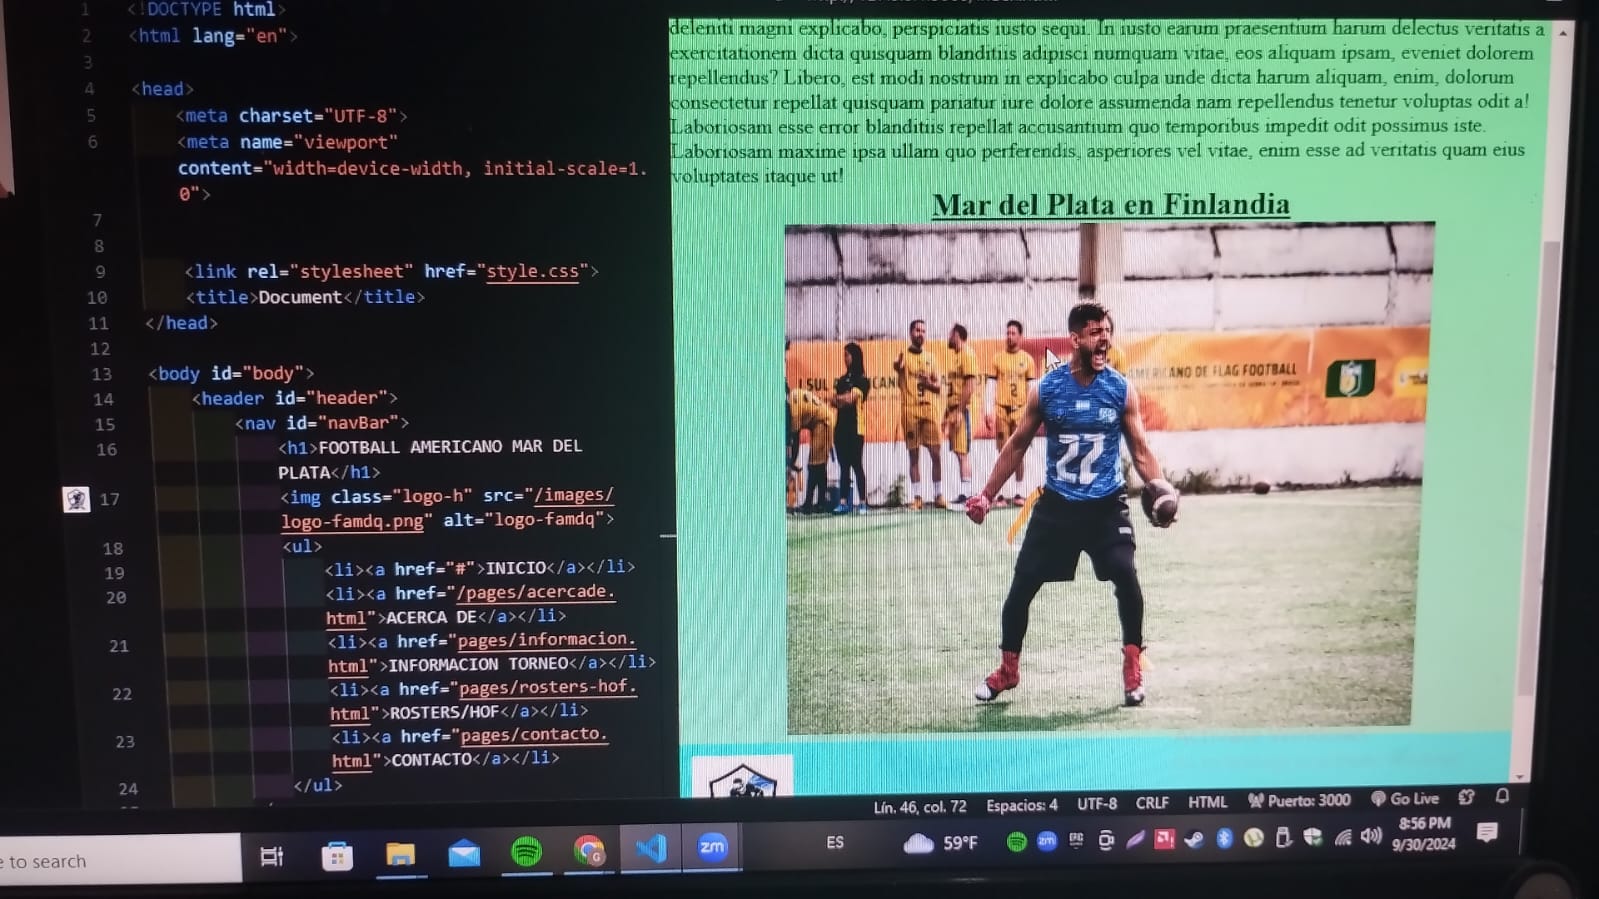 1 <!DOCTYPE html>
2 <html lang="en">
3
4 <head>
5 <meta charset="UTF-8">
6 <meta name="viewport"
content="width=device-width, initial-scale=1.
0">
7
8
9 <link rel="stylesheet" href="style.css">
10 <title>Document</title>
11 </head>
12
13 <body id="body">
14 <header id="header">
15 <nav id="navBar">
16 <h1>FOOTBALL AMERICANO MAR DEL
PLATA</h1>
17 <img class="logo-h" src="/images/
logo-famdq.png" alt="logo-famdq">
18 <ul>
19 <li><a href="#">INICIO</a></li>
20 <li><a href="/pages/acercade.
html">ACERCA DE</a></li>
21 <li><a href="pages/informacion.
html">INFORMACION TORNEO</a></li>
22 <li><a href="pages/rosters-hof.
html">ROSTERS/HOF</a></li>
23 <li><a href="pages/contacto.
html">CONTACTO</a></li>
24 </ul>
deleniti magni explicabo, perspiciatis iusto sequi. In iusto earum praesentium harum delectus veritatis a
exercitationem dicta quisquam blanditiis adipisci numquam vitae, eos aliquam ipsam, eveniet dolorem
repellendus? Libero, est modi nostrum in explicabo culpa unde dicta harum aliquam, enim, dolorum
consectetur repellat quisquam pariatur iure dolore assumenda nam repellendus tenetur voluptas odit a!
Laboriosam esse error blanditiis repellat accusantium quo temporibus impedit odit possimus iste.
Laboriosam maxime ipsa ullam quo perferendis, asperiores vel vitae, enim esse ad veritatis quam eius
voluptates itaque ut!
Mar del Plata en Finlandia
SUL
CANO DE FLAG FOOTBALL
2
22
Lín. 46, col. 72 Espacios: 4 UTF-8 CRLF HTML Puerto: 3000 Go Live
to search
zm
ES
59°F
zm
8:56 PM
9/30/2024